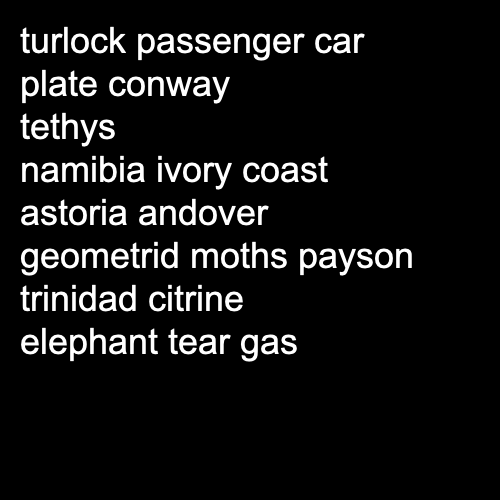 turlock passenger car
plate conway
tethys
namibia ivory coast
astoria andover
geometrid moths payson
trinidad citrine
elephant tear gas